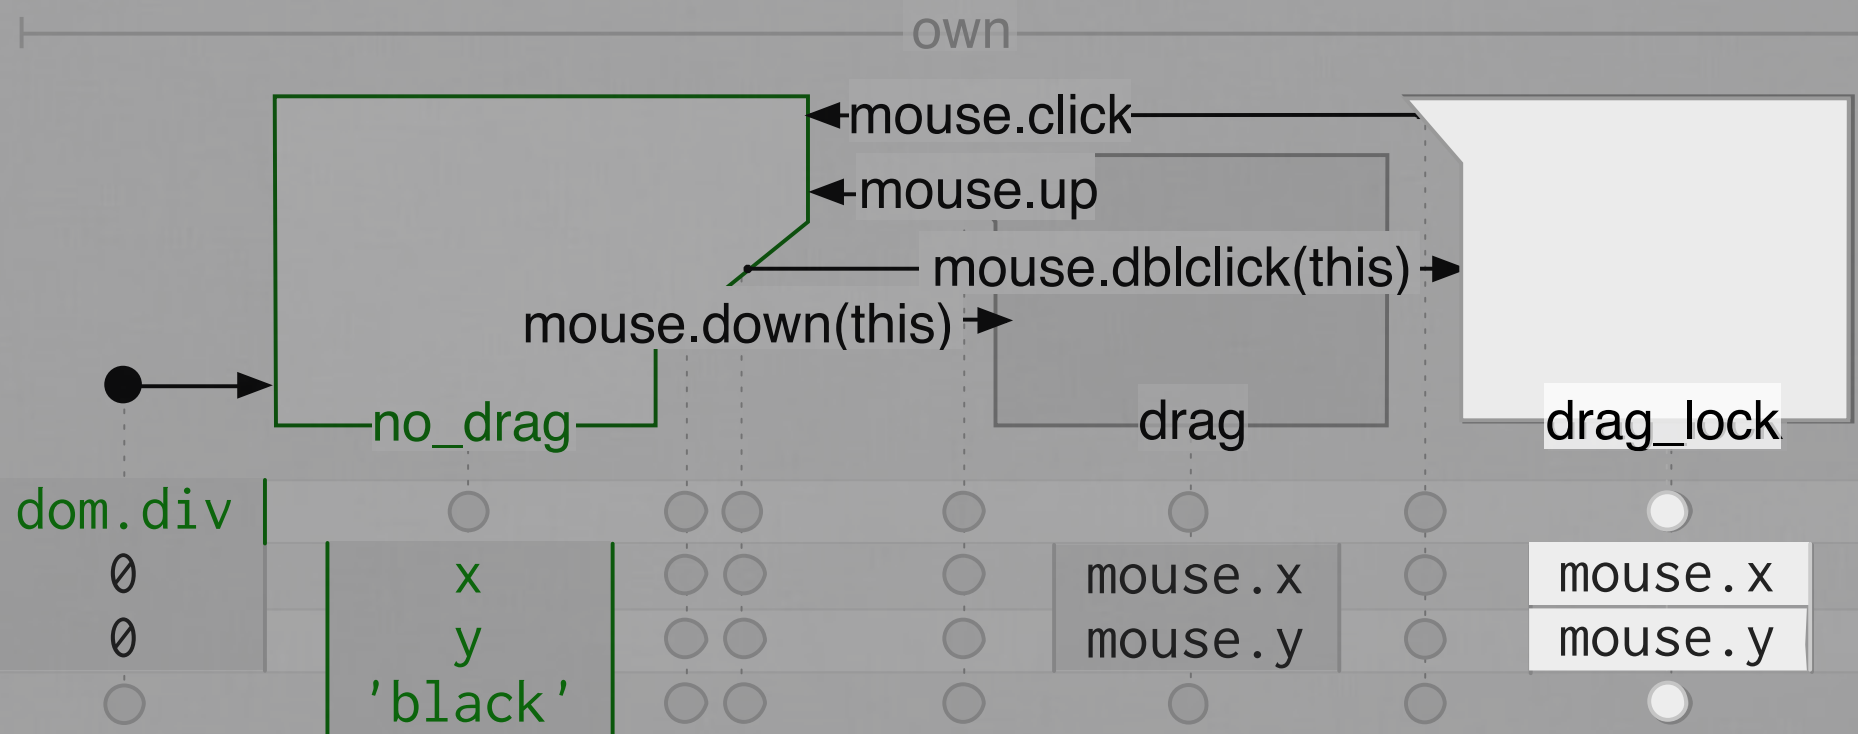 own
mouse.click
mouse.up
mouse.dblclick(this)
mouse.down(this)
no_drag
drag
drag_lock
dom.div
0 x mouse.x mouse.x
0 y mouse.y mouse.y
'black'